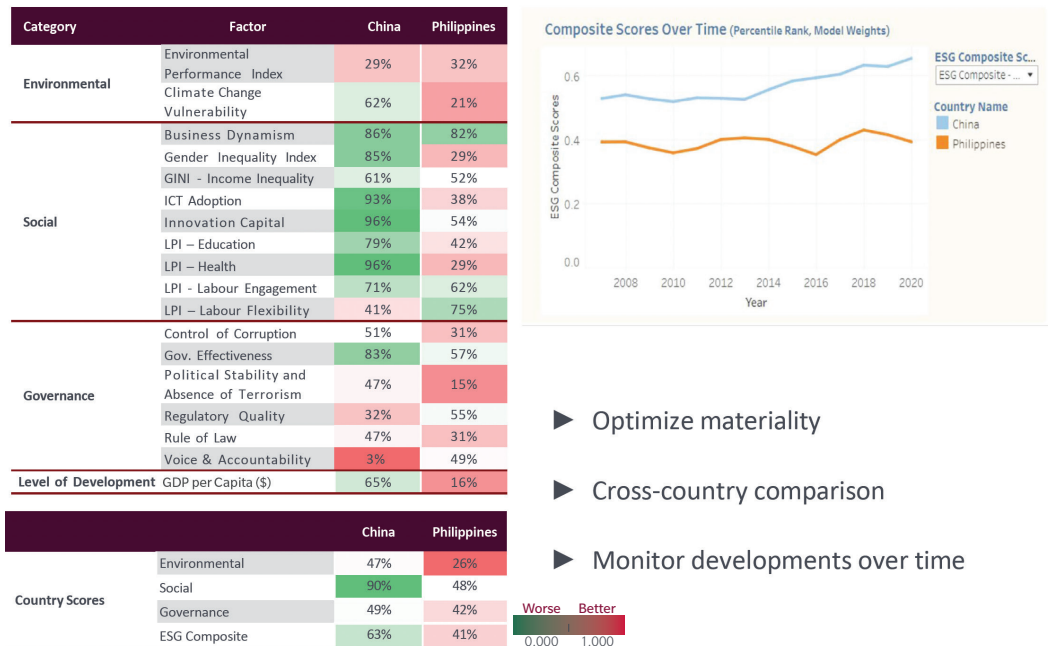 Category Factor China Philippines
Environmental
Environmental
Performance Index
29% 32%
Climate Change
Vulnerability
62% 21%
Social
Business Dynamism 86% 82%
Gender Inequality Index 85% 29%
GINI - Income Inequality 61% 52%
ICT Adoption 93% 38%
Innovation Capital 96% 54%
LPI – Education 79% 42%
LPI – Health 96% 29%
LPI - Labour Engagement 71% 62%
LPI – Labour Flexibility 41% 75%
Governance
Control of Corruption 51% 31%
Gov. Effectiveness 83% 57%
Political Stability and
Absence of Terrorism
47% 15%
Regulatory Quality 32% 55%
Rule of Law 47% 31%
Voice & Accountability 3% 49%
Level of Development GDP per Capita ($) 65% 16%
China Philippines
Country Scores
Environmental 47% 26%
Social 90% 48%
Governance 49% 42%
ESG Composite 63% 41%
Composite Scores Over Time (Percentile Rank, Model Weights)
ESG Composite Scores
0.6
0.4
0.2
0.0
2008 2010 2012 2014 2016 2018 2020
Year
ESG Composite Sc...
ESG Composite - ...
Country Name
China
Philippines
► Optimize materiality
► Cross-country comparison
► Monitor developments over time
Worse Better
0.000 1.000